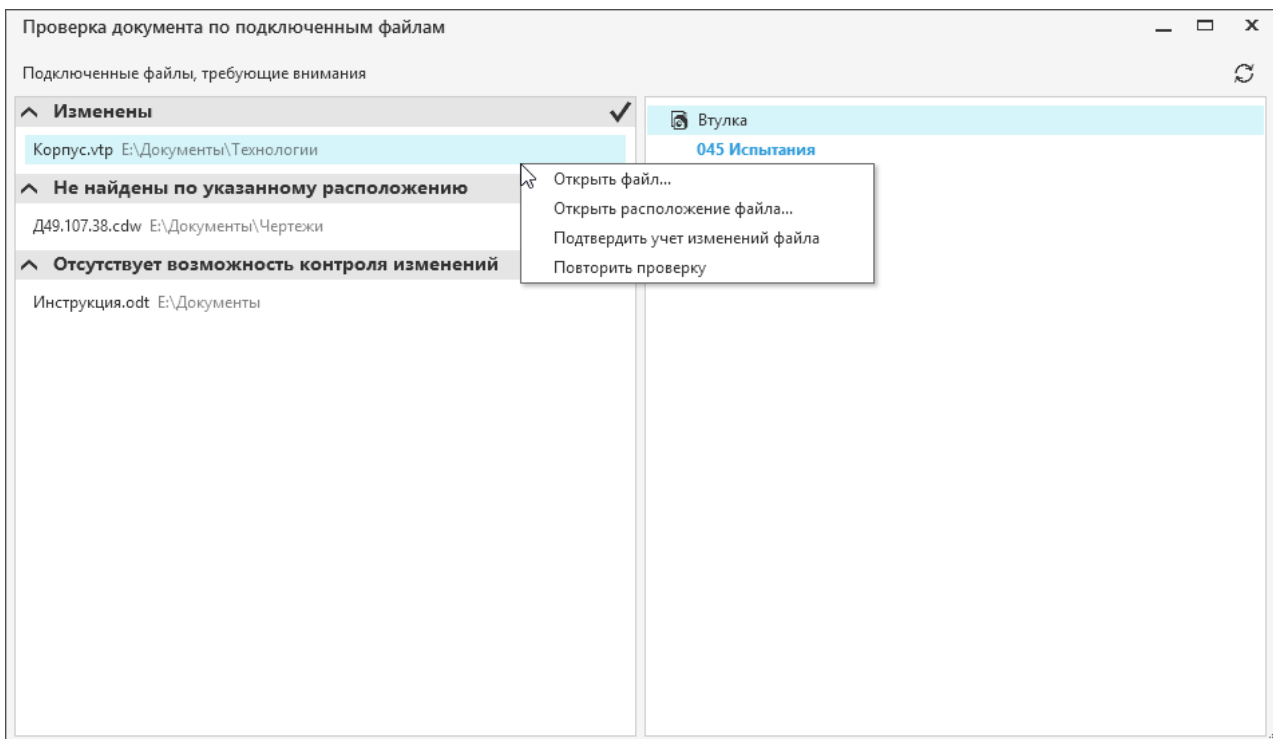 Проверка документа по подключенным файлам
Подключенные файлы, требующие внимания
Изменены
Корпус.vtp E:\Документы\Технологии
Не найдены по указанному расположению
Д49.107.38.cdw E:\Документы\Чертежи
Отсутствует возможность контроля изменений
Инструкция.odt E:\Документы
Втулка
045 Испытания
Открыть файл...
Открыть расположение файла...
Подтвердить учет изменений файла
Повторить проверку